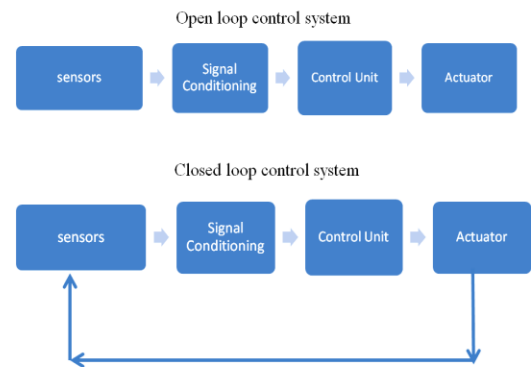 Open loop control system
sensors
Signal
Conditioning
Control Unit
Actuator
Closed loop control system
sensors
Signal
Conditioning
Control Unit
Actuator